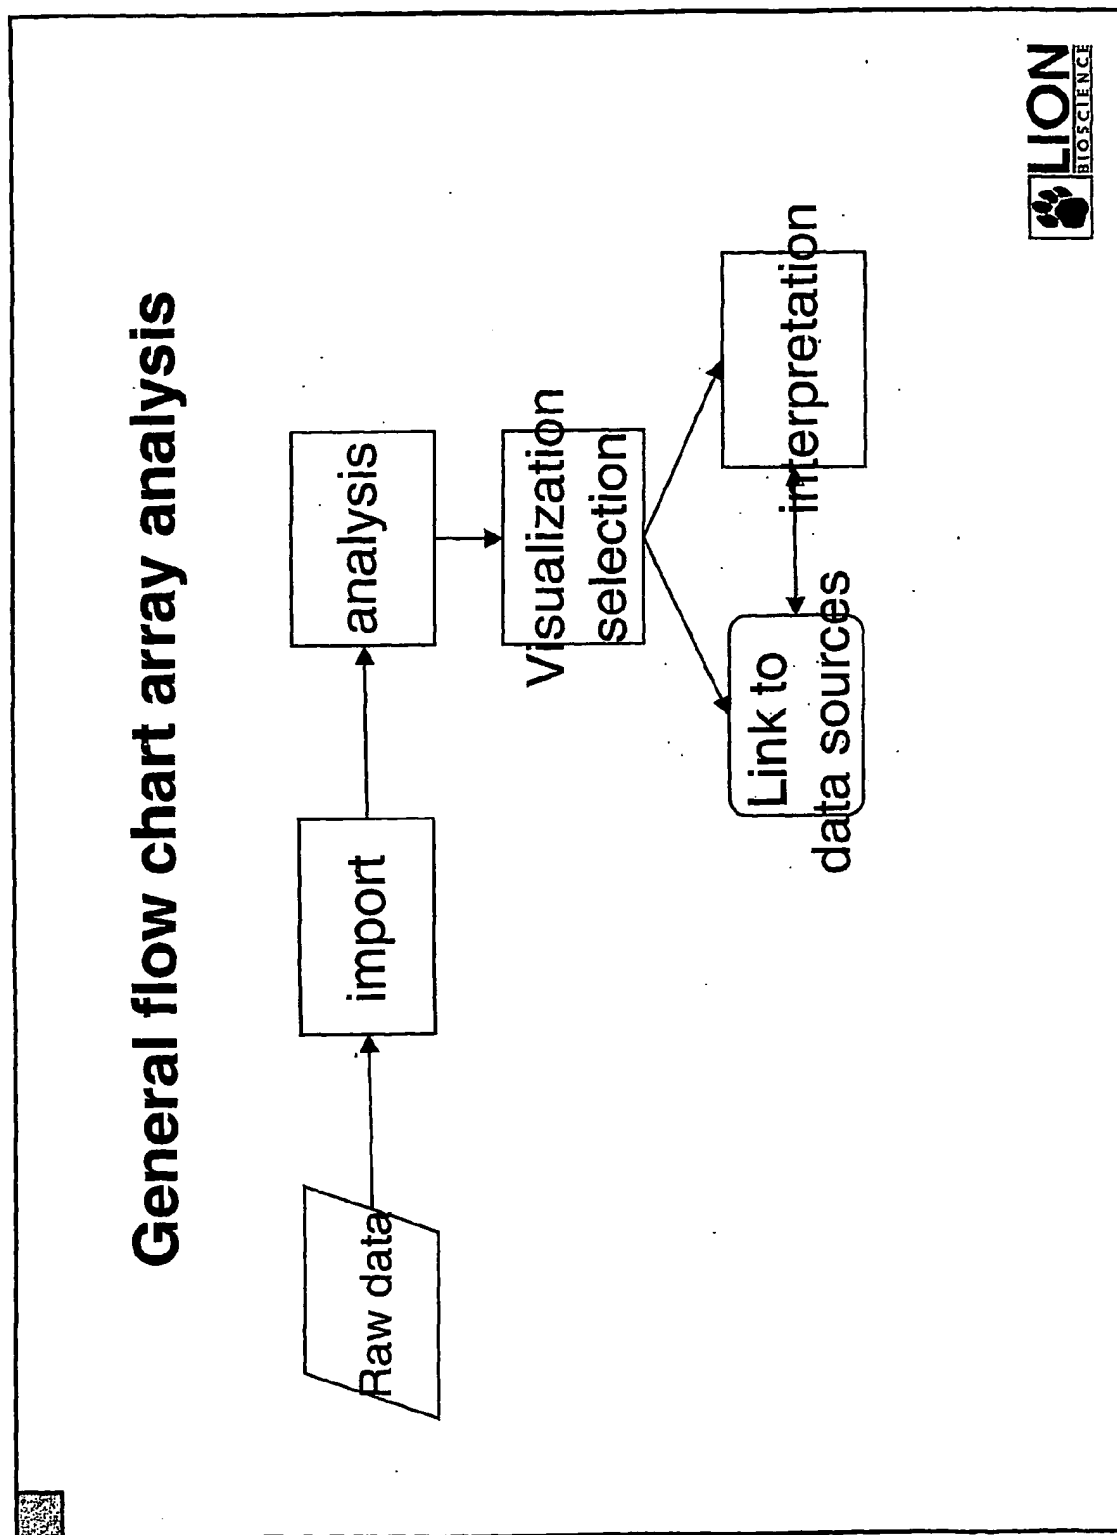 General flow chart array analysis
Raw data
import
analysis
Visualization
selection
Link to
data sources
interpretation
LION
BIOSCIENCE